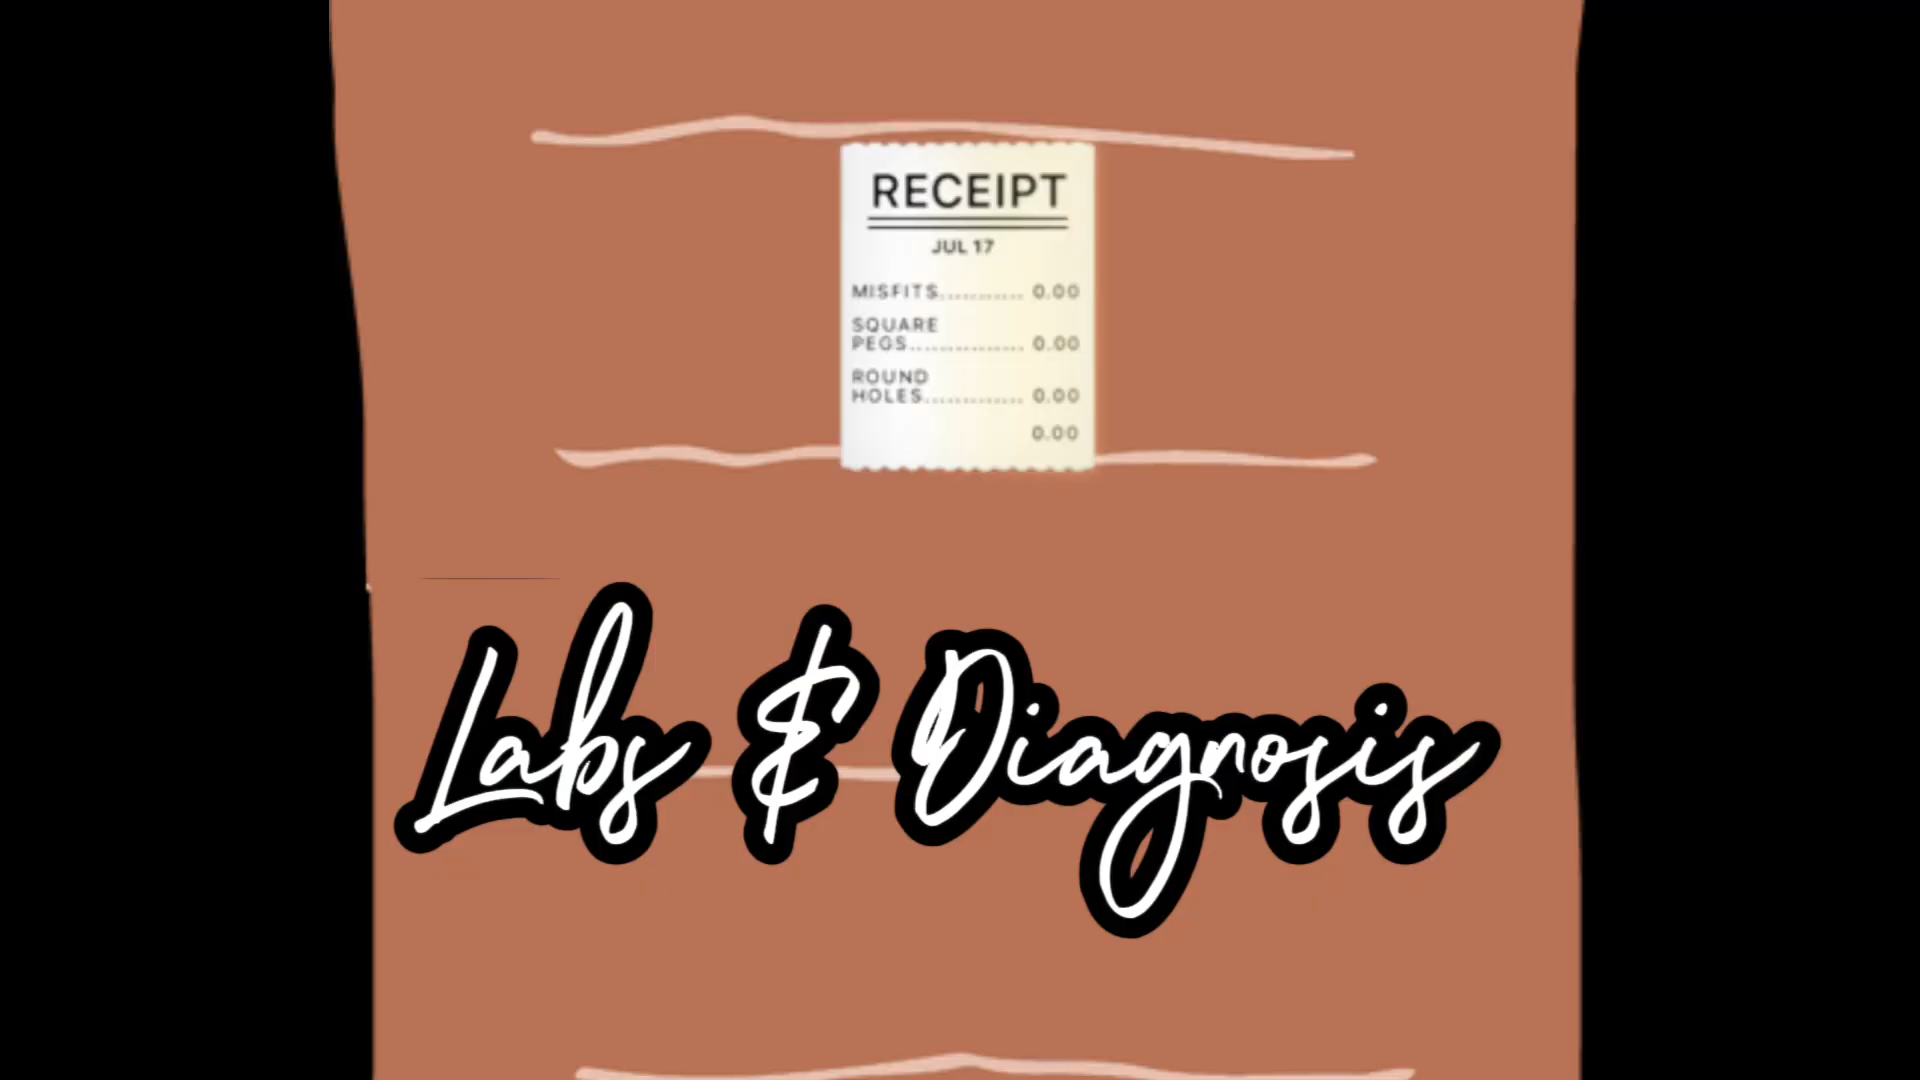 RECEIPT
JUL 17
MISFITS........... 0.00
SQUARE
PEGS............... 0.00
ROUND
HOLES............. 0.00
0.00
Labs & Diagnosis